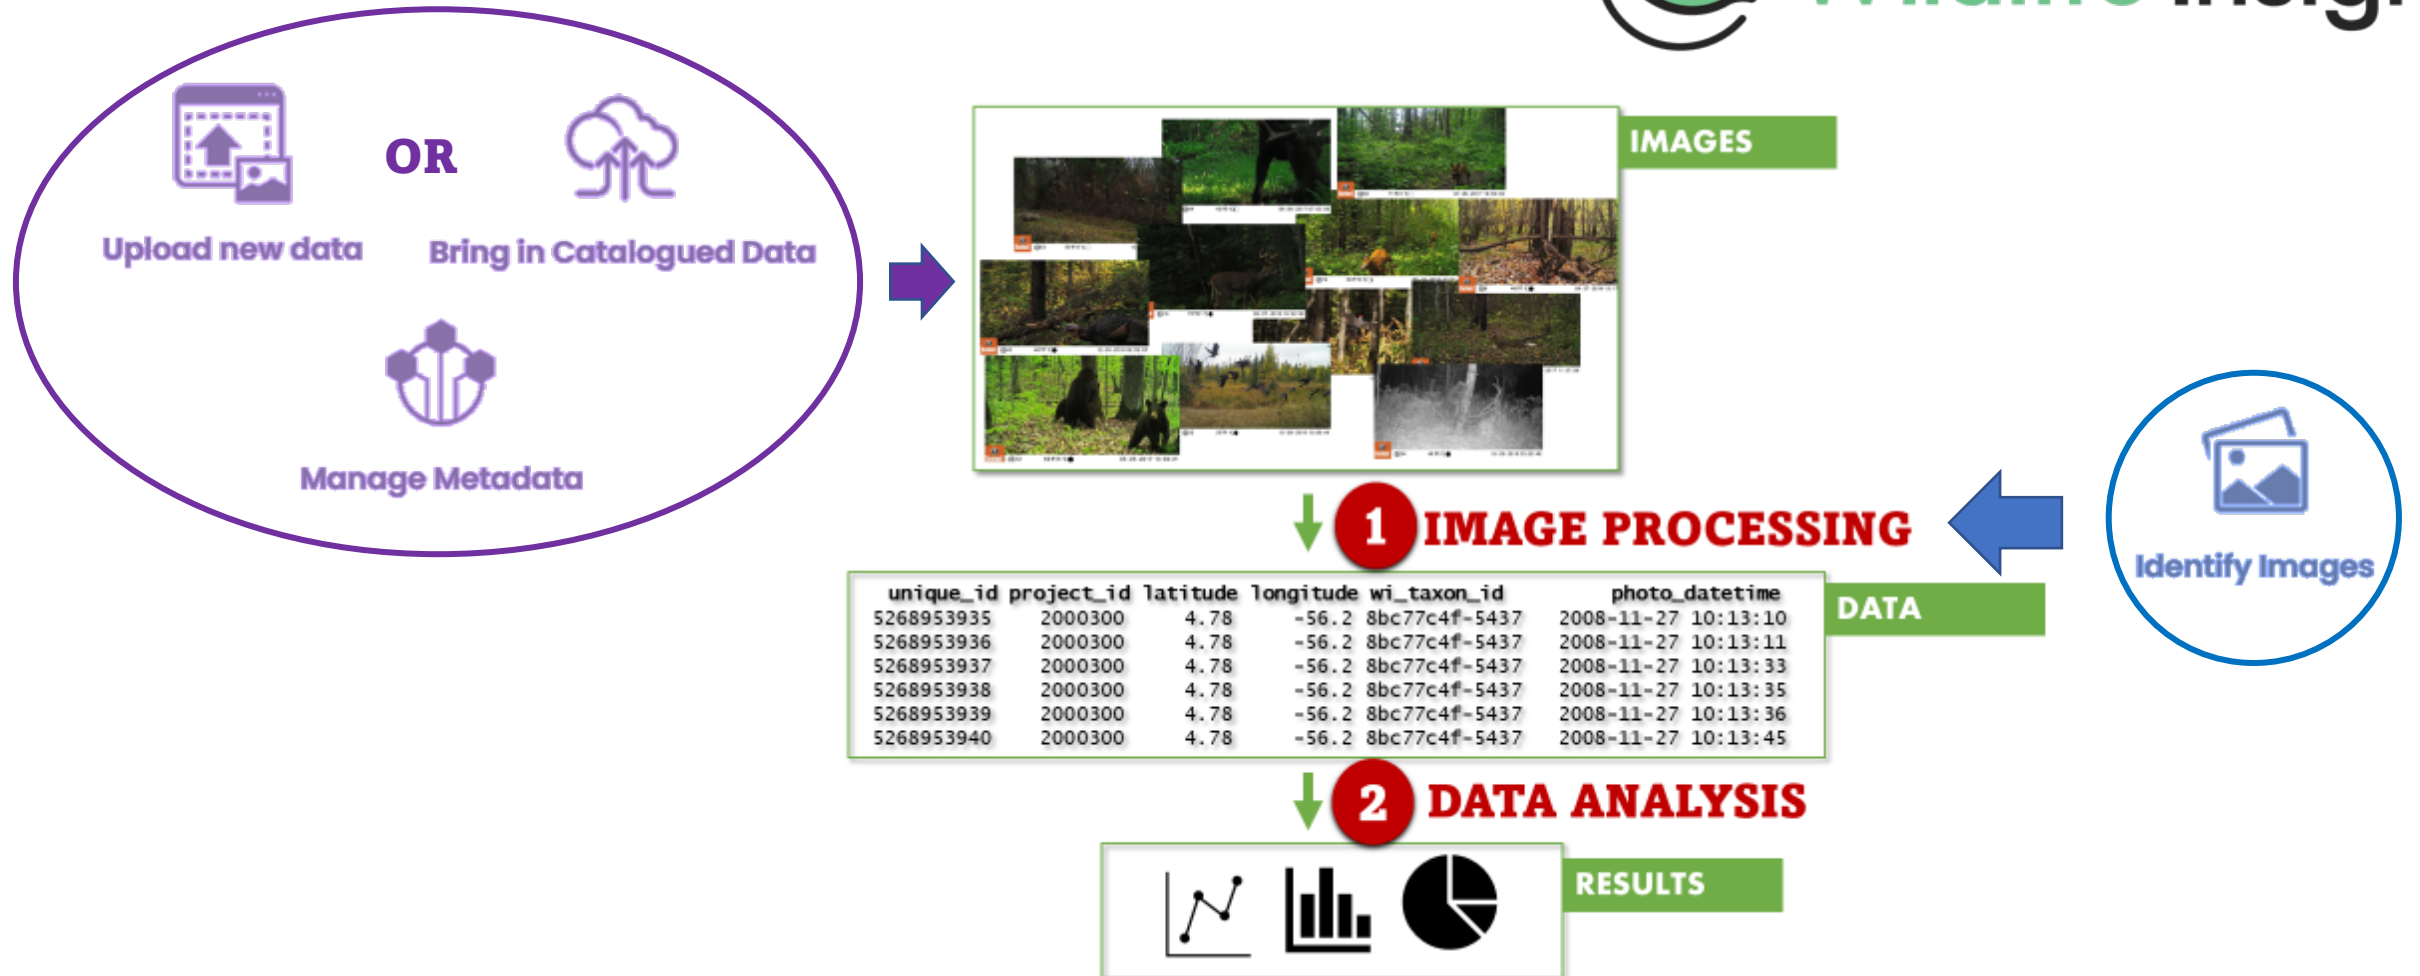 Wildlife Insigh
OR
Upload new data
Bring in Catalogued Data
Manage Metadata
IMAGES
1 IMAGE PROCESSING
Identify Images
unique_id project_id latitude longitude wi_taxon_id photo_datetime
5268953935 2000300 4.78 -56.2 8bc77c4f-5437 2008-11-27 10:13:10
5268953936 2000300 4.78 -56.2 8bc77c4f-5437 2008-11-27 10:13:11
5268953937 2000300 4.78 -56.2 8bc77c4f-5437 2008-11-27 10:13:33
5268953938 2000300 4.78 -56.2 8bc77c4f-5437 2008-11-27 10:13:35
5268953939 2000300 4.78 -56.2 8bc77c4f-5437 2008-11-27 10:13:36
5268953940 2000300 4.78 -56.2 8bc77c4f-5437 2008-11-27 10:13:45
DATA
2 DATA ANALYSIS
RESULTS